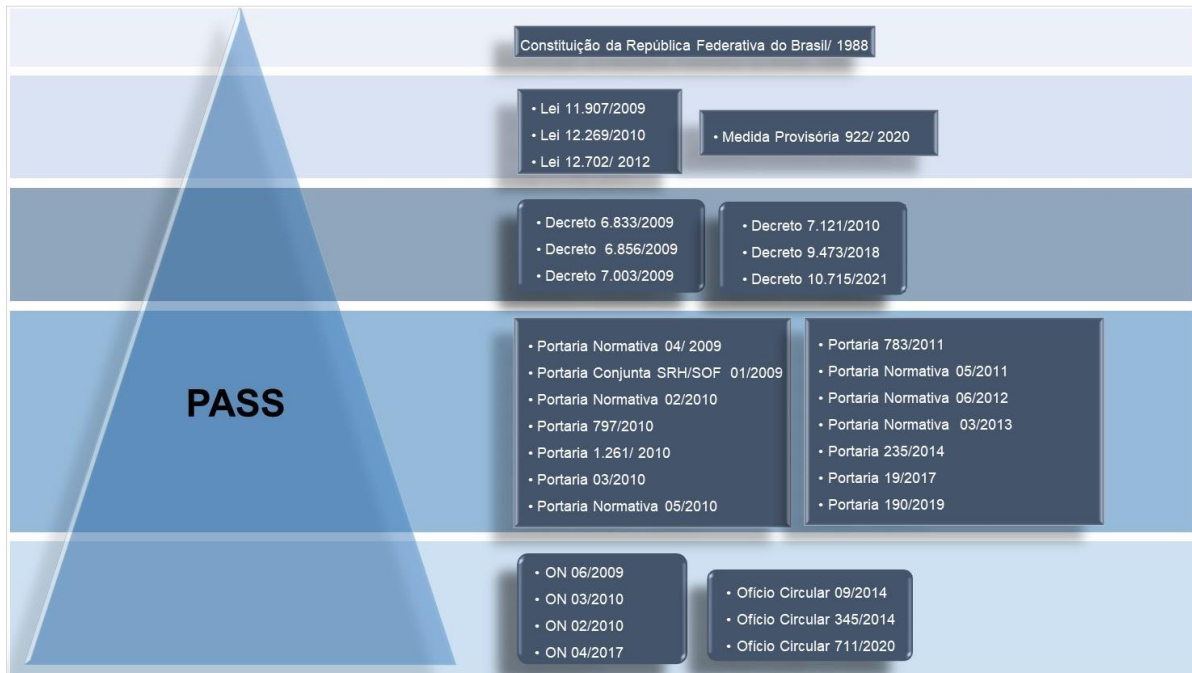 Constituição da República Federativa do Brasil/ 1988
• Lei 11.907/2009
• Lei 12.269/2010
• Lei 12.702/ 2012
• Medida Provisória 922/ 2020
• Decreto 6.833/2009
• Decreto 6.856/2009
• Decreto 7.003/2009
• Decreto 7.121/2010
• Decreto 9.473/2018
• Decreto 10.715/2021
PASS
• Portaria Normativa 04/ 2009
• Portaria Conjunta SRH/SOF 01/2009
• Portaria Normativa 02/2010
• Portaria 797/2010
• Portaria 1.261/ 2010
• Portaria 03/2010
• Portaria Normativa 05/2010
• Portaria 783/2011
• Portaria Normativa 05/2011
• Portaria Normativa 06/2012
• Portaria Normativa 03/2013
• Portaria 235/2014
• Portaria 19/2017
• Portaria 190/2019
• ON 06/2009
• ON 03/2010
• ON 02/2010
• ON 04/2017
• Ofício Circular 09/2014
• Ofício Circular 345/2014
• Ofício Circular 711/2020